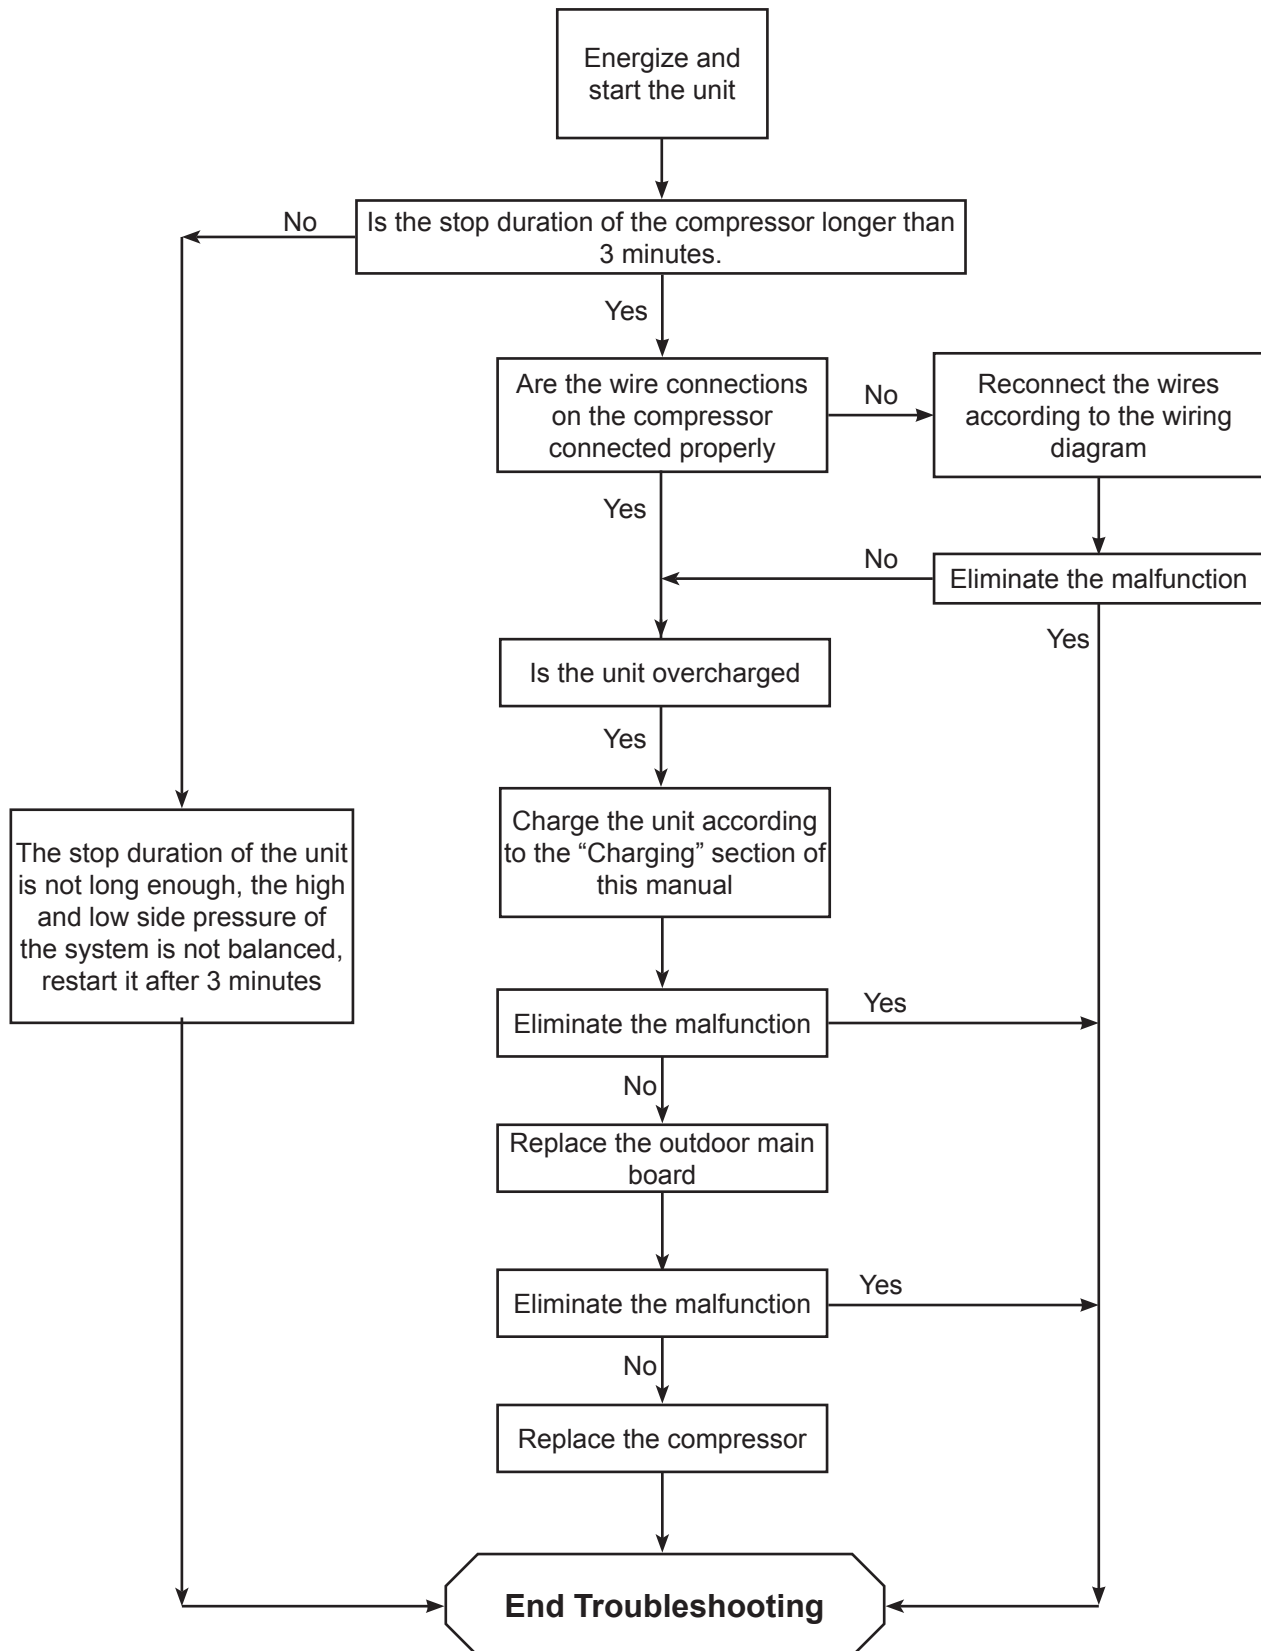 Energize and
start the unit
No
Is the stop duration of the compressor longer than
3 minutes.
Yes
Are the wire connections
on the compressor
connected properly
No
Reconnect the wires
according to the wiring
diagram
Yes
No
Eliminate the malfunction
Yes
Is the unit overcharged
Yes
Charge the unit according
to the “Charging” section of
this manual
The stop duration of the unit
is not long enough, the high
and low side pressure of
the system is not balanced,
restart it after 3 minutes
Eliminate the malfunction
Yes
No
Replace the outdoor main
board
Eliminate the malfunction
Yes
No
Replace the compressor
End Troubleshooting